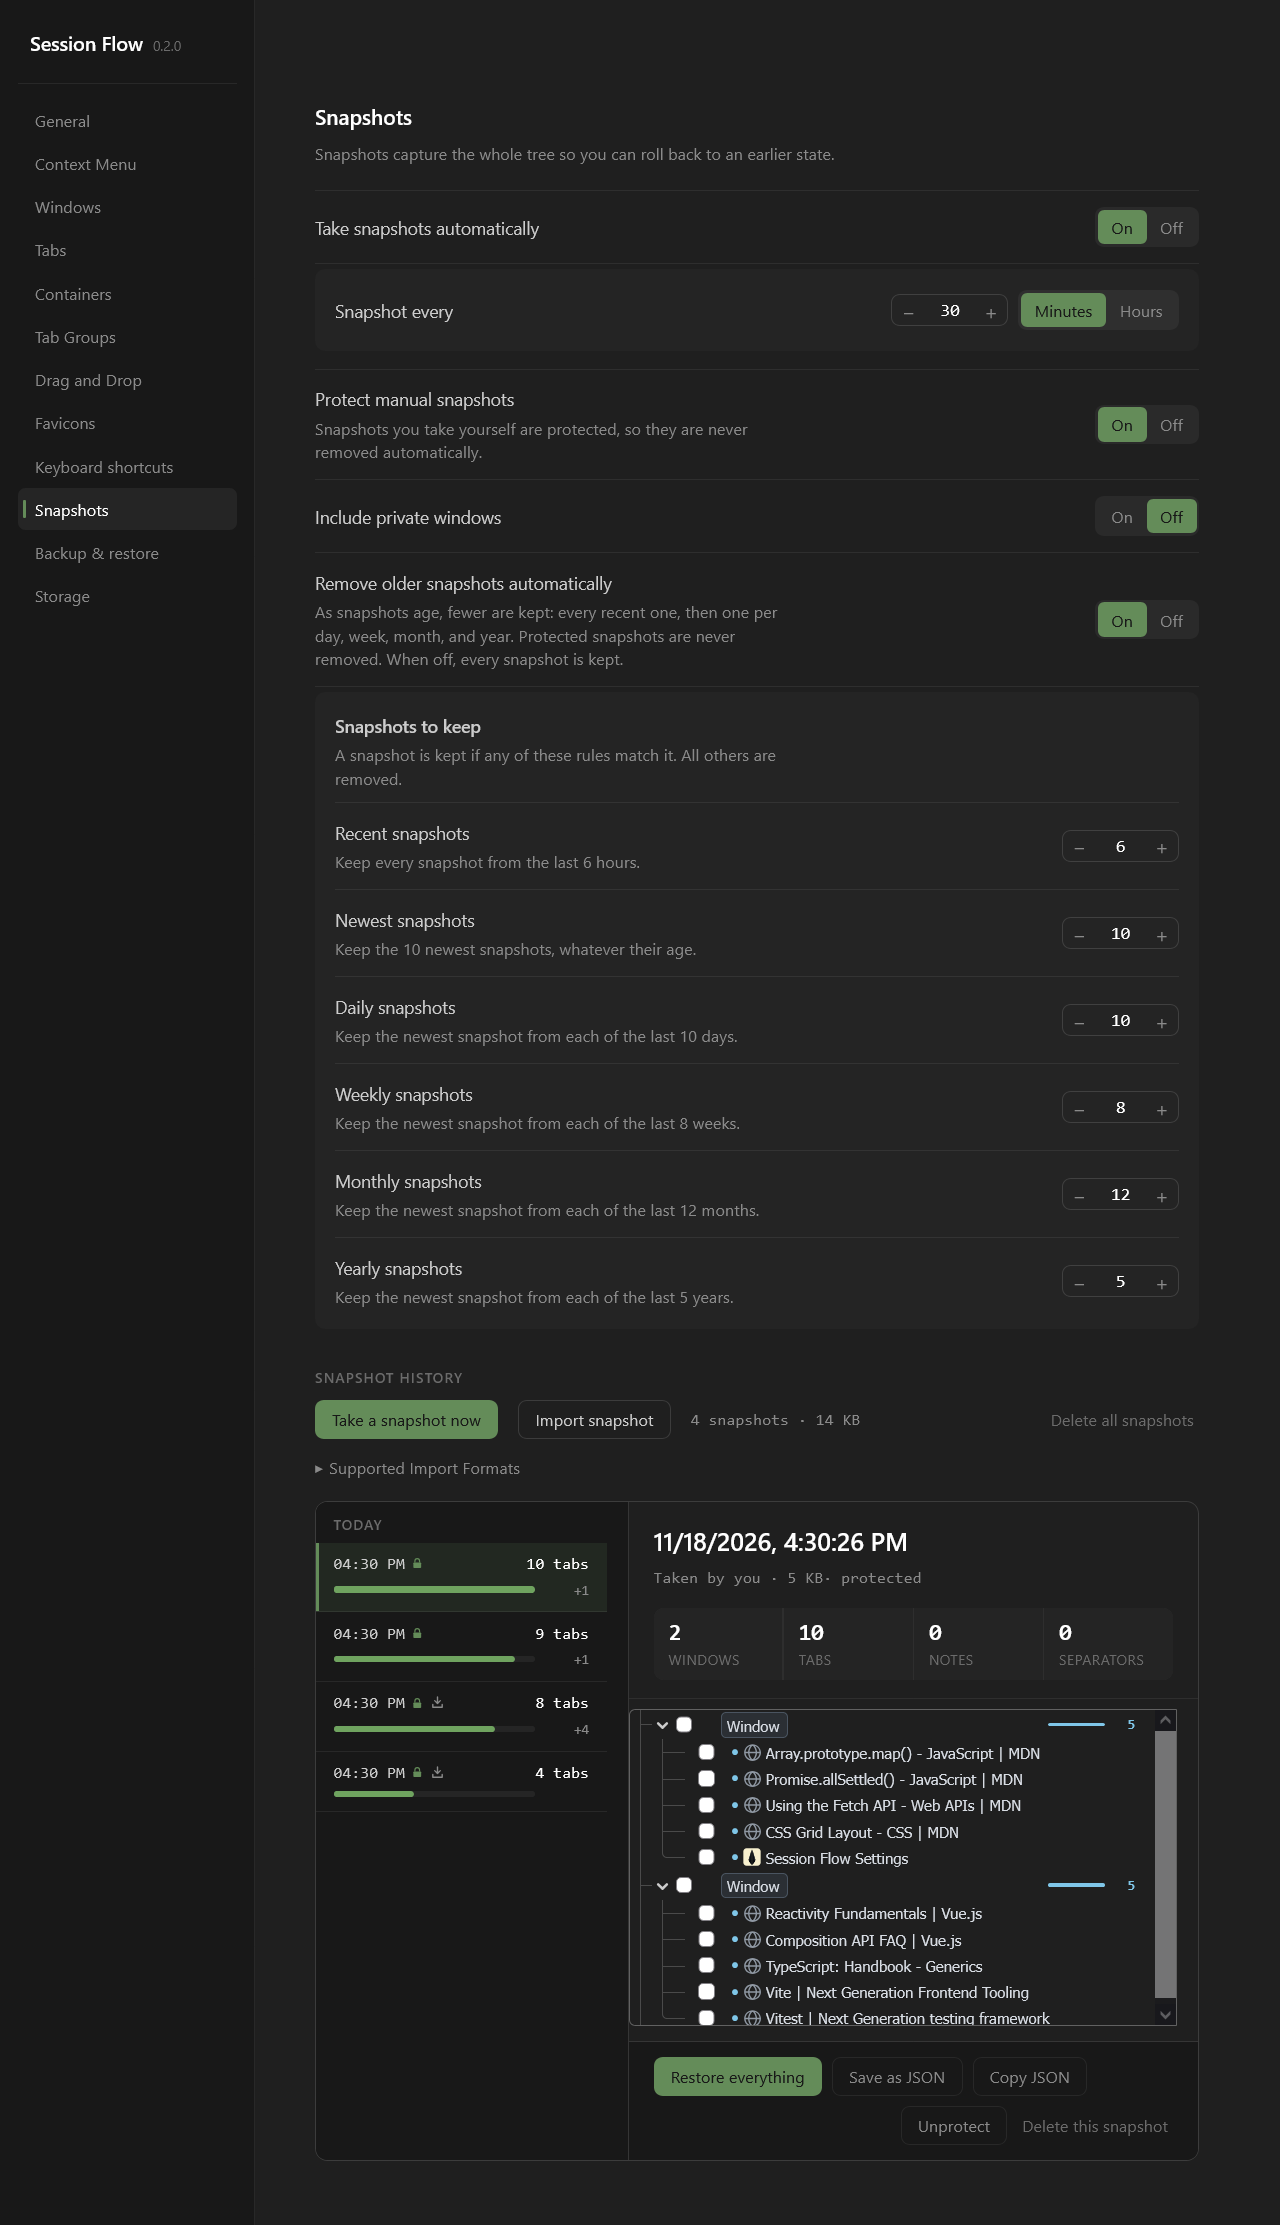 Session Flow 0.2.0
General
Context Menu
Windows
Tabs
Containers
Tab Groups
Drag and Drop
Favicons
Keyboard shortcuts
Snapshots
Backup & restore
Storage
Snapshots
Snapshots capture the whole tree so you can roll back to an earlier state.
Take snapshots automatically
On Off
Snapshot every
− 30 + Minutes Hours
Protect manual snapshots
Snapshots you take yourself are protected, so they are never
removed automatically.
On Off
Include private windows
On Off
Remove older snapshots automatically
As snapshots age, fewer are kept: every recent one, then one per
day, week, month, and year. Protected snapshots are never
removed. When off, every snapshot is kept.
On Off
Snapshots to keep
A snapshot is kept if any of these rules match it. All others are
removed.
Recent snapshots
Keep every snapshot from the last 6 hours.
− 6 +
Newest snapshots
Keep the 10 newest snapshots, whatever their age.
− 10 +
Daily snapshots
Keep the newest snapshot from each of the last 10 days.
− 10 +
Weekly snapshots
Keep the newest snapshot from each of the last 8 weeks.
− 8 +
Monthly snapshots
Keep the newest snapshot from each of the last 12 months.
− 12 +
Yearly snapshots
Keep the newest snapshot from each of the last 5 years.
− 5 +
SNAPSHOT HISTORY
Take a snapshot now Import snapshot 4 snapshots · 14 KB Delete all snapshots
▸ Supported Import Formats
TODAY
04:30 PM 10 tabs
+1
04:30 PM 9 tabs
+1
04:30 PM 8 tabs
+4
04:30 PM 4 tabs
11/18/2026, 4:30:26 PM
Taken by you · 5 KB· protected
2 10 0 0
WINDOWS TABS NOTES SEPARATORS
Window 5
Array.prototype.map() - JavaScript | MDN
Promise.allSettled() - JavaScript | MDN
Using the Fetch API - Web APIs | MDN
CSS Grid Layout - CSS | MDN
Session Flow Settings
Window 5
Reactivity Fundamentals | Vue.js
Composition API FAQ | Vue.js
TypeScript: Handbook - Generics
Vite | Next Generation Frontend Tooling
Vitest | Next Generation testing framework
Restore everything Save as JSON Copy JSON
Unprotect Delete this snapshot